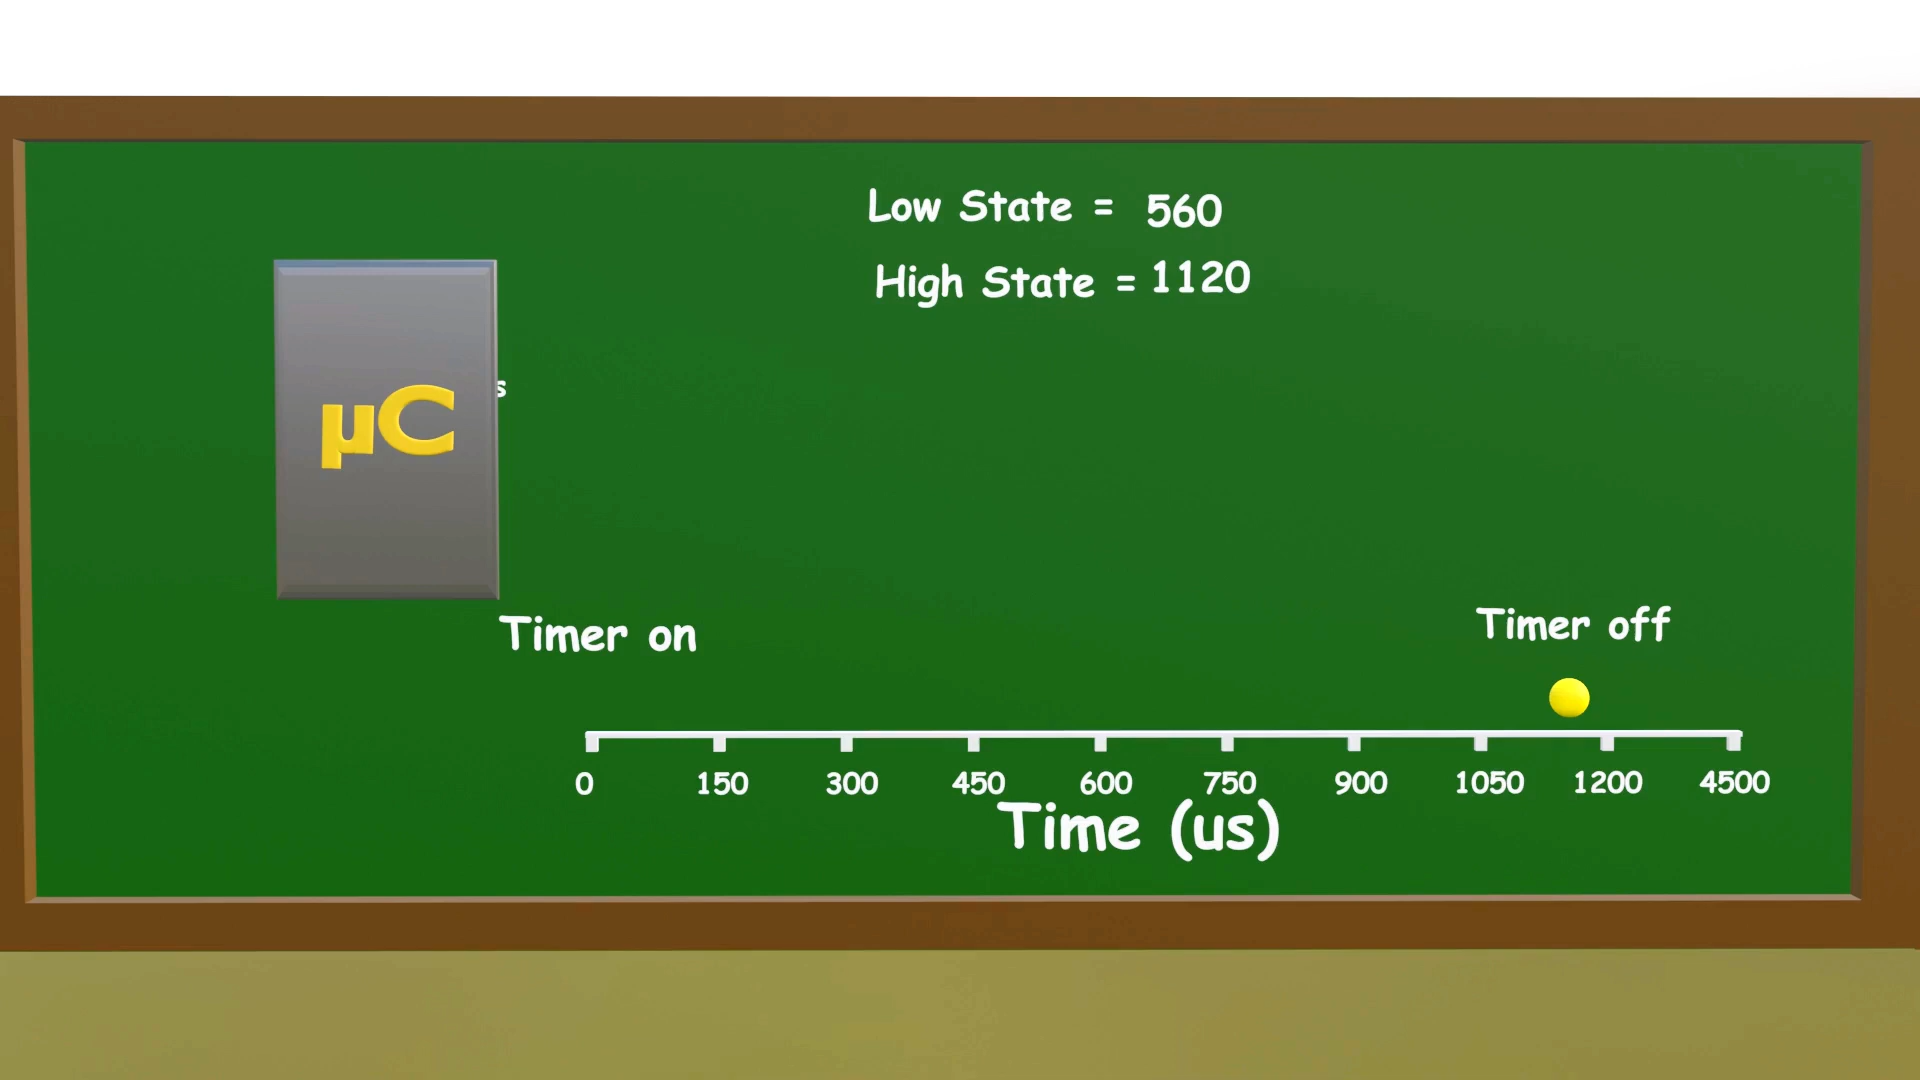 Low State = 560
High State = 1120
s
µC
Timer on
Timer off
0 150 300 450 600 750 900 1050 1200 4500
Time (us)